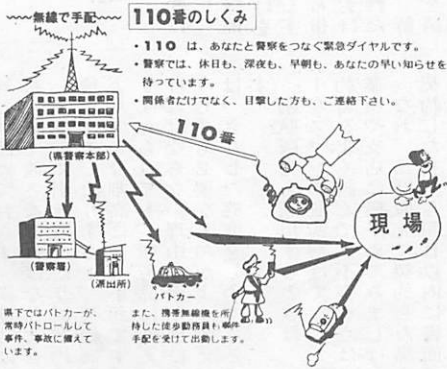 〜無線で手配〜
110番のしくみ
・110 は、あなたと警察をつなぐ緊急ダイヤルです。
・警察では、休日も、深夜も、早朝も、あなたの早い知らせを
待っています。
・関係者だけでなく、目撃した方も、ご連絡下さい。
110番
(県警察本部)
現場
(警察署)
(派出所)
パトカー
県下ではパトカーが、
常時パトロールして
事件、事故に備えて
います。
また、携帯無線機を所
持した徒歩勤務員も事件
手配を受けて出動します。